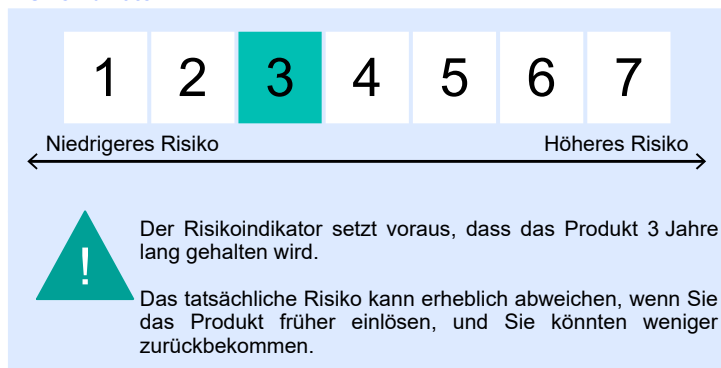 1 2 3 4 5 6 7
Niedrigeres Risiko Höheres Risiko
!
Der Risikoindikator setzt voraus, dass das Produkt 3 Jahre
lang gehalten wird.
Das tatsächliche Risiko kann erheblich abweichen, wenn Sie
das Produkt früher einlösen, und Sie könnten weniger
zurückbekommen.